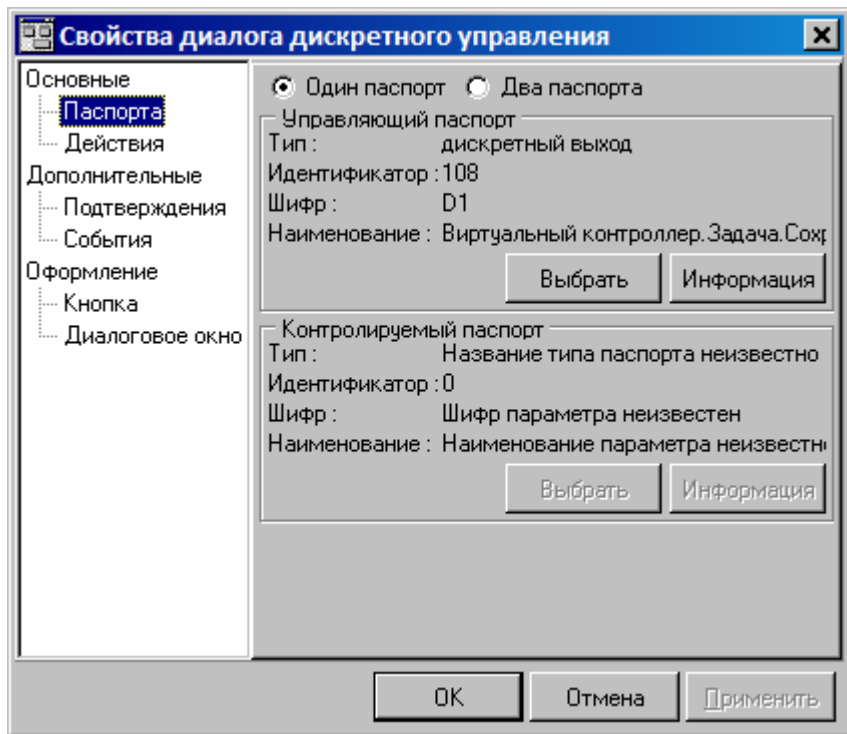 Свойства диалога дискретного управления
Основные
Паспорта
Действия
Дополнительные
Подтверждения
События
Оформление
Кнопка
Диалоговое окно
Один паспорт Два паспорта
Управляющий паспорт
Тип : дискретный выход
Идентификатор : 108
Шифр : D1
Наименование : Виртуальный контроллер.Задача.Сохр
Выбрать Информация
Контролируемый паспорт
Тип : Название типа паспорта неизвестно
Идентификатор : 0
Шифр : Шифр параметра неизвестен
Наименование : Наименование параметра неизвестн
Выбрать Информация
OK Отмена Применить